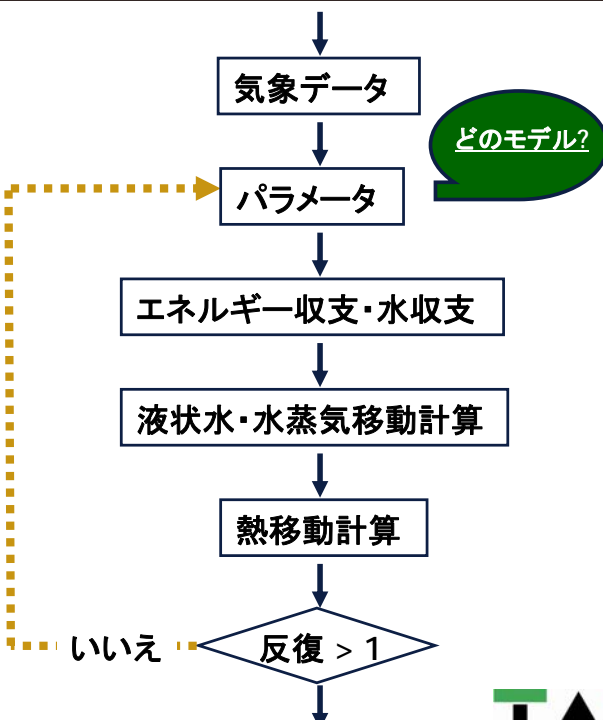 気象データ
どのモデル?
パラメータ
エネルギー収支・水収支
液状水・水蒸気移動計算
熱移動計算
いいえ
反復 > 1